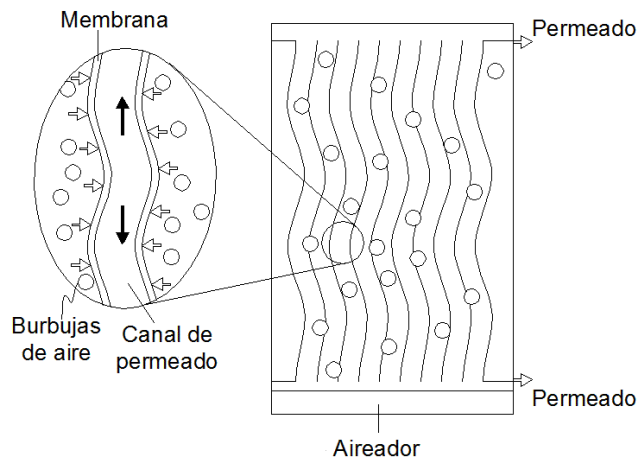 Membrana
Permeado
Burbujas
de aire
Canal de
permeado
Permeado
Aireador